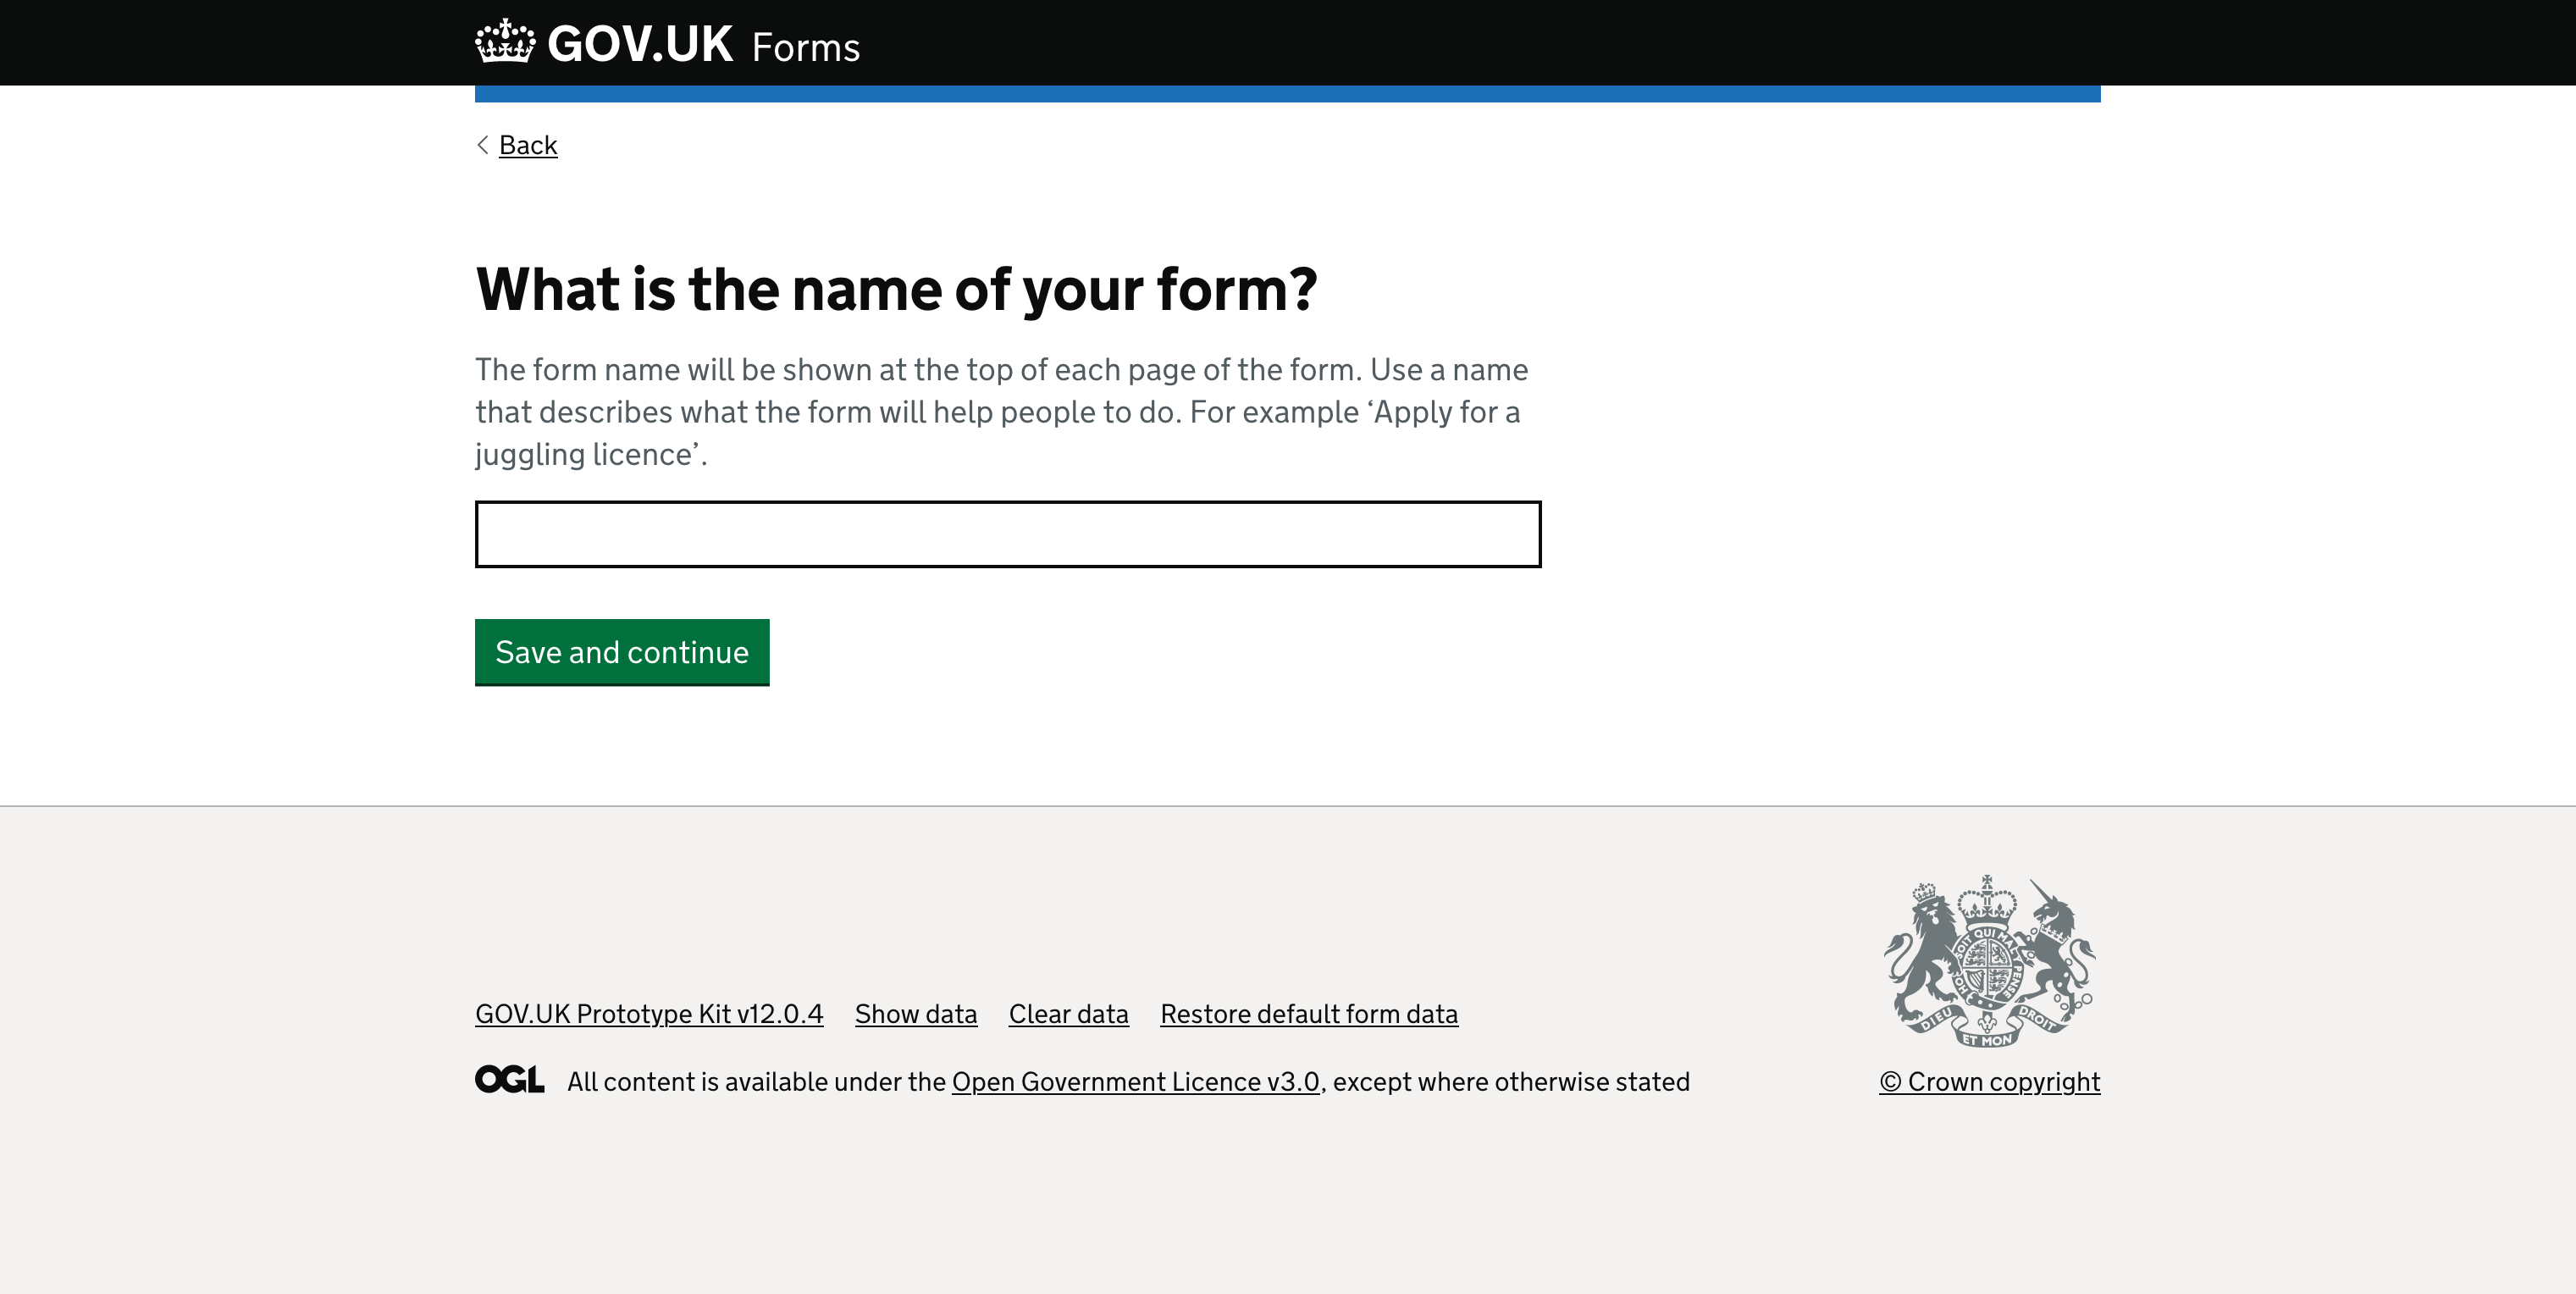 GOV.UK Forms
Back
What is the name of your form?
The form name will be shown at the top of each page of the form. Use a name
that describes what the form will help people to do. For example ‘Apply for a
juggling licence’.
Save and continue
GOV.UK Prototype Kit v12.0.4 Show data Clear data Restore default form data
OGL All content is available under the Open Government Licence v3.0, except where otherwise stated
DIEU ET MON DROIT
© Crown copyright